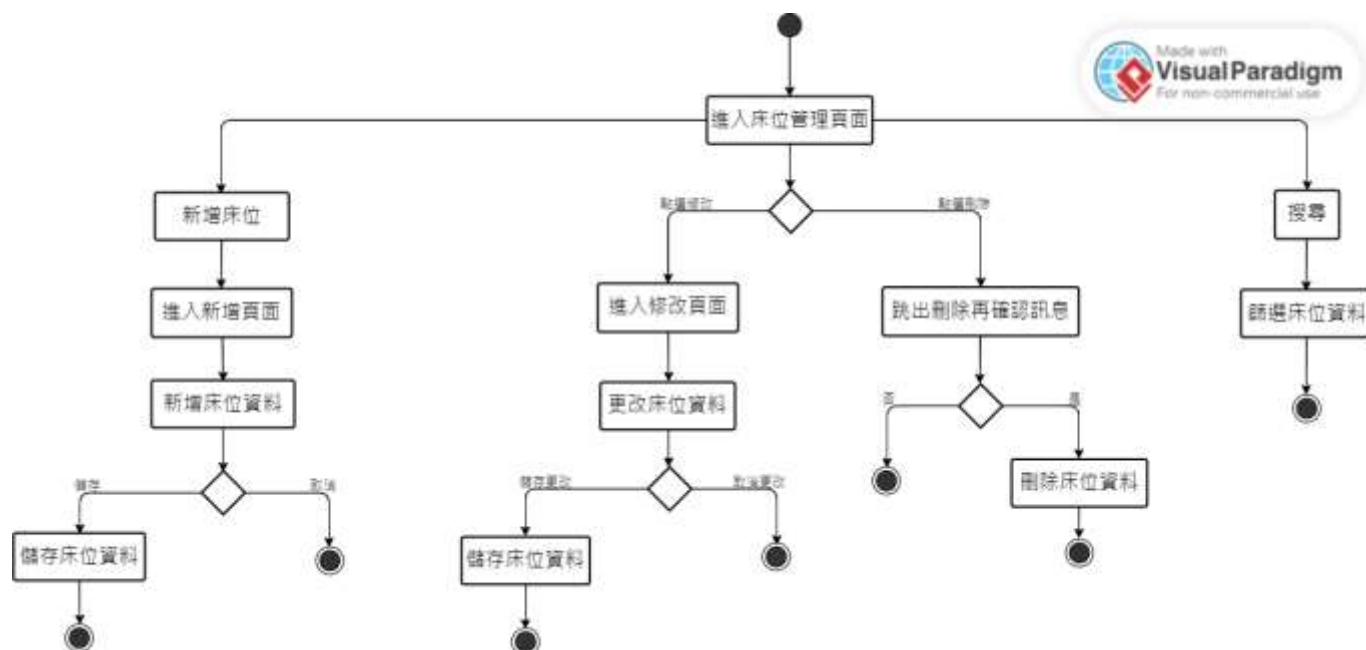 Made with
Visual Paradigm
For non-commercial use
進入床位管理頁面
新增床位
點擇修改
點擇刪除
搜尋
進入新增頁面
進入修改頁面
跳出刪除再確認訊息
篩選床位資料
新增床位資料
更改床位資料
否
是
儲存
取消
儲存更改
取消更改
刪除床位資料
儲存床位資料
儲存床位資料